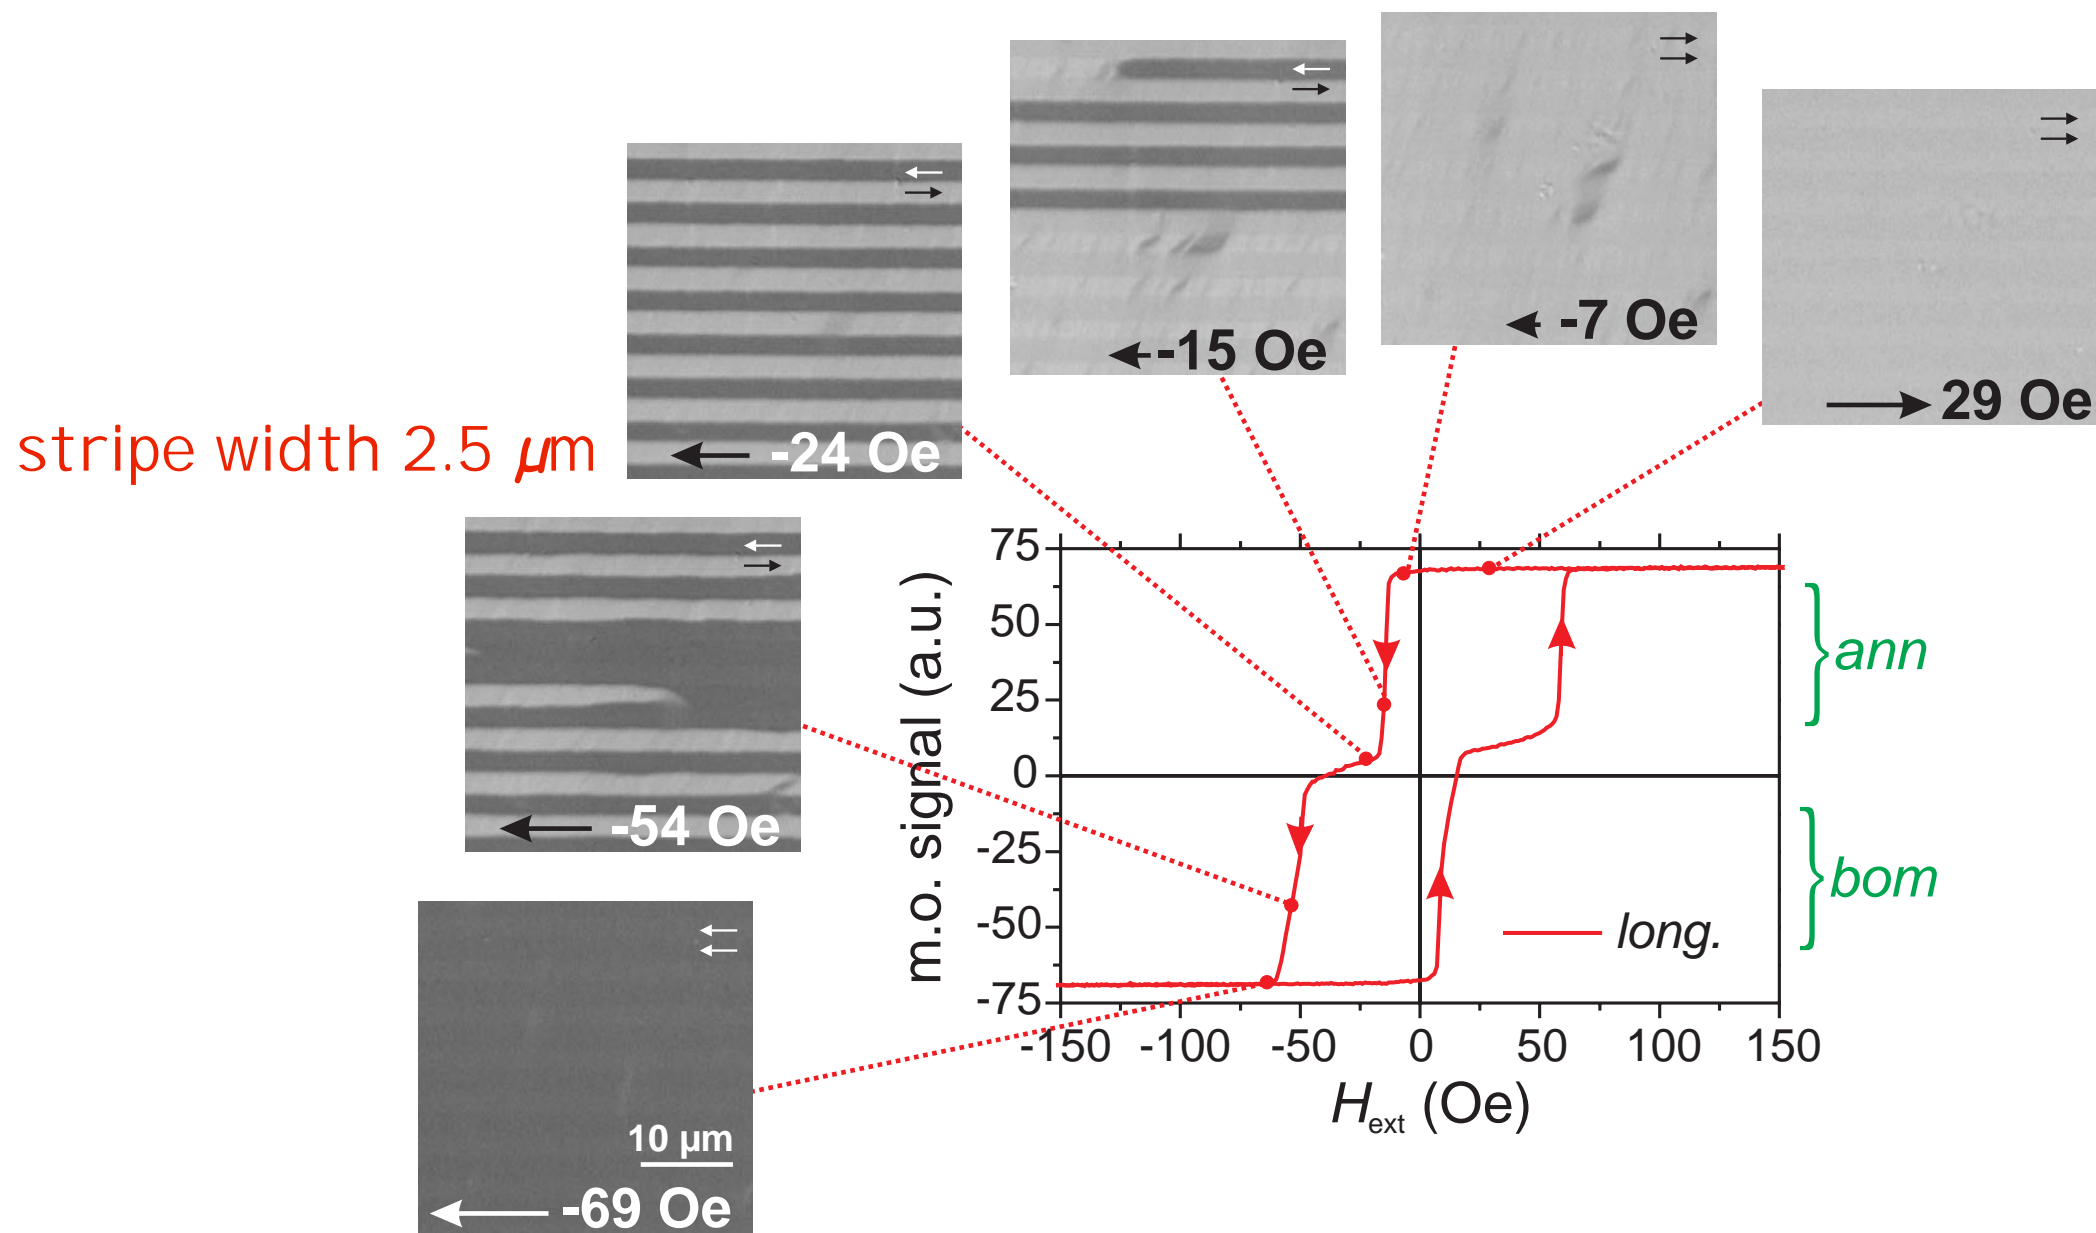 -7 Oe
-15 Oe
29 Oe
-24 Oe
stripe width 2.5 μm
-54 Oe
-69 Oe
10 µm
m.o. signal (a.u.)
75
50
25
0
-25
-50
-75
-150 -100 -50 0 50 100 150
Hext (Oe)
long.
ann
bom